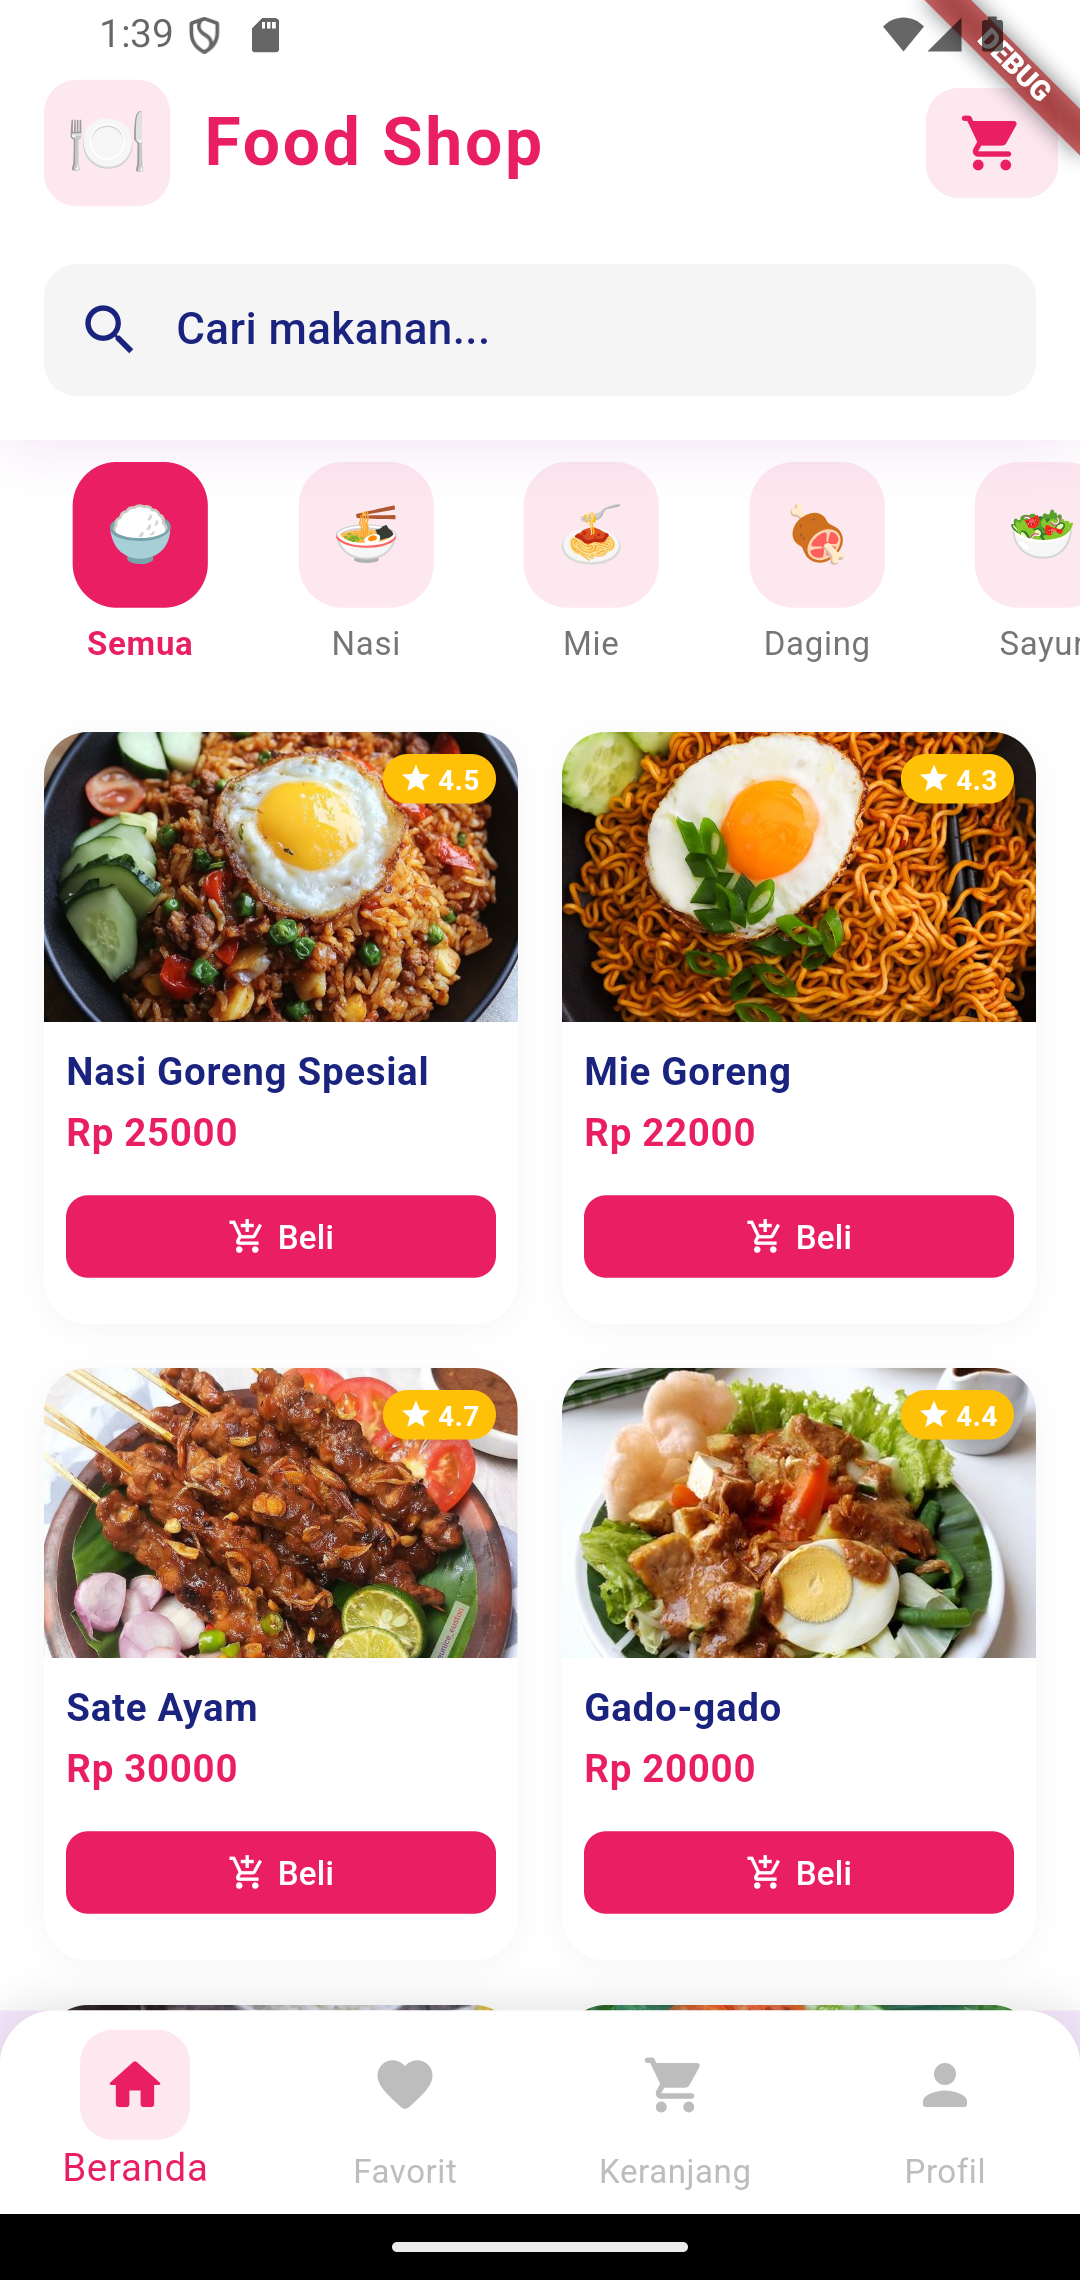 1:39
DEBUG
Food Shop
Cari makanan...
Semua
Nasi
Mie
Daging
Sayur
4.5
4.3
Nasi Goreng Spesial
Mie Goreng
Rp 25000
Rp 22000
Beli
Beli
4.7
4.4
Sate Ayam
Gado-gado
Rp 30000
Rp 20000
Beli
Beli
Beranda
Favorit
Keranjang
Profil